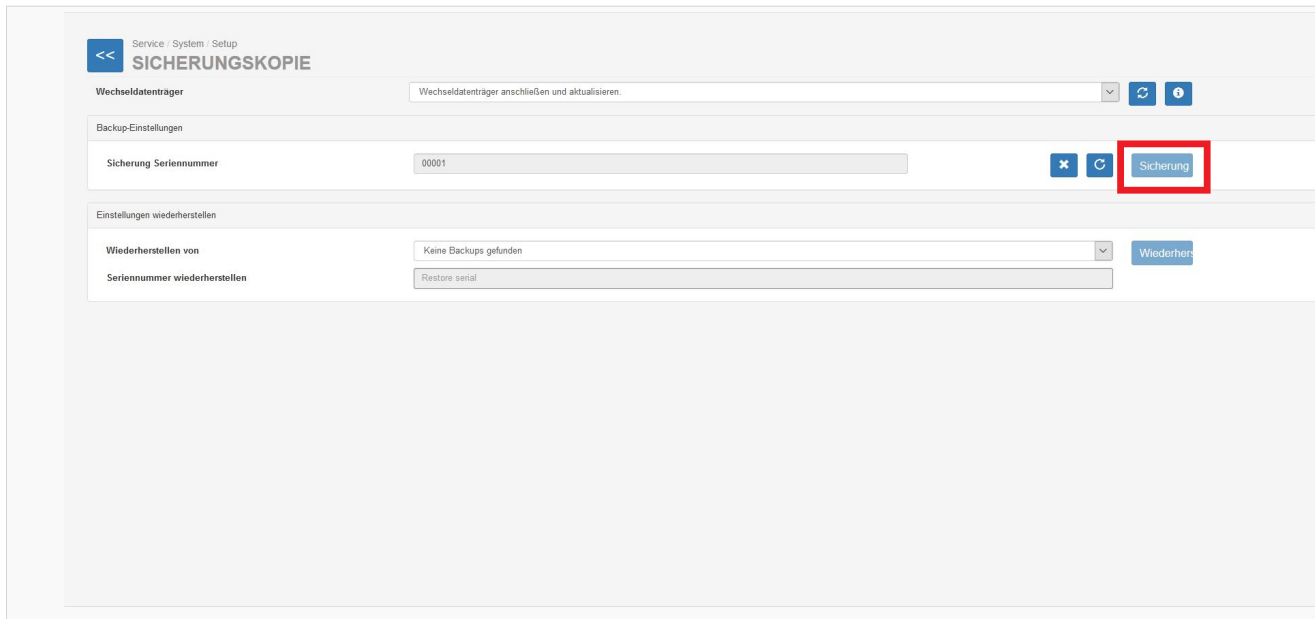 << Service / System / Setup
SICHERUNGSKOPIE
Wechseldatenträger Wechseldatenträger anschließen und aktualisieren.
Backup-Einstellungen
Sicherung Seriennummer 00001 Sicherung
Einstellungen wiederherstellen
Wiederherstellen von Keine Backups gefunden Wiederhers
Seriennummer wiederherstellen Restore serial